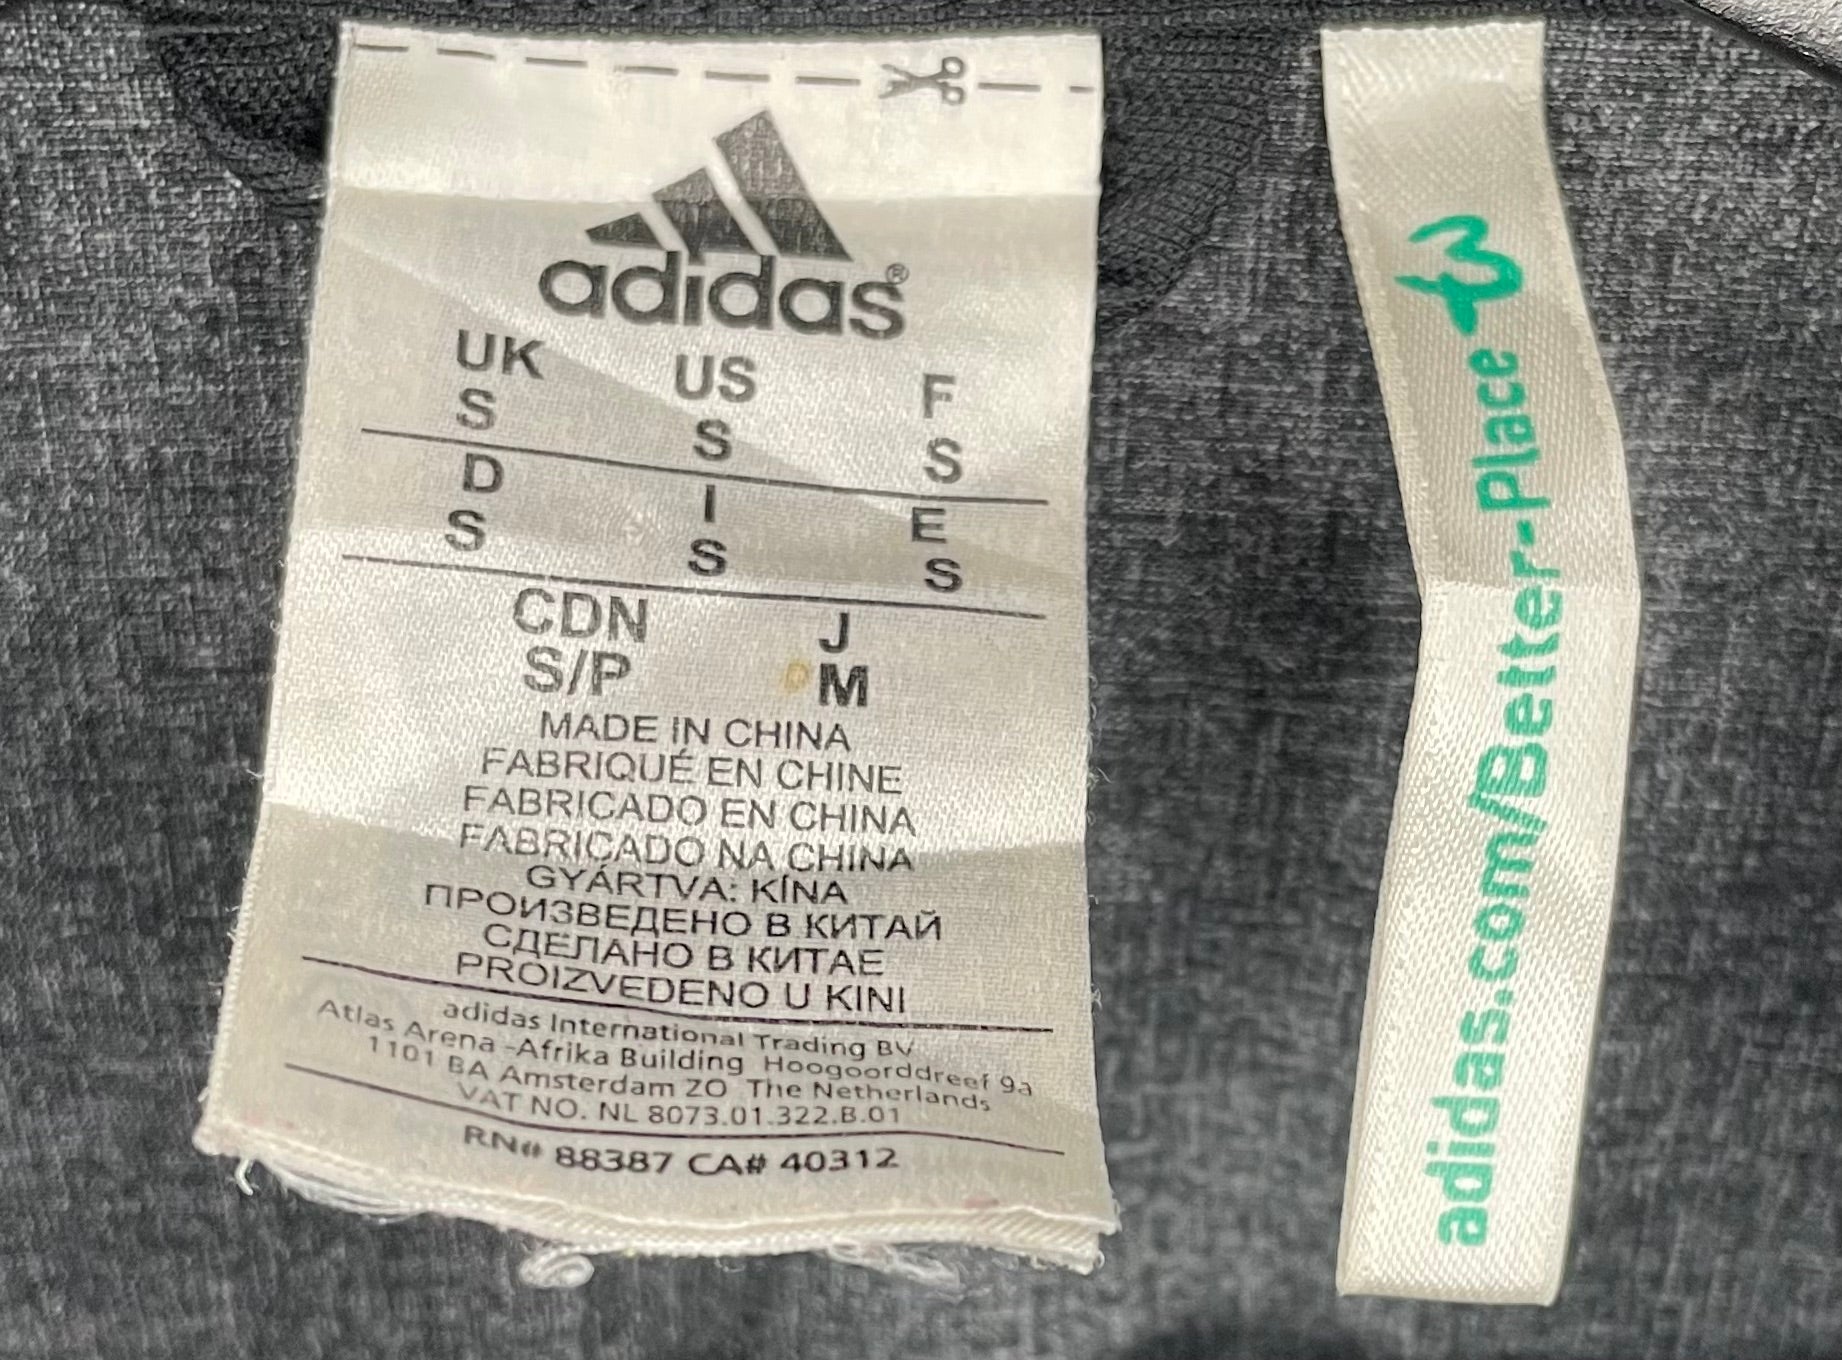 adidas®
UK US F
S S S
D I E
S S S
CDN J
S/P M
MADE IN CHINA
FABRIQUÉ EN CHINE
FABRICADO EN CHINA
FABRICADO NA CHINA
GYÁRTVA: KÍNA
ПРОИЗВЕДЕНО В КИТАЙ
СДЕЛАНО В КИТАЕ
PROIZVEDENO U KINI
adidas International Trading BV
Atlas Arena -Afrika Building Hoogoorddreef 9a
1101 BA Amsterdam ZO The Netherlands
VAT NO. NL 8073.01.322.B.01
RN# 88387 CA# 40312
adidas.com/Better-Place